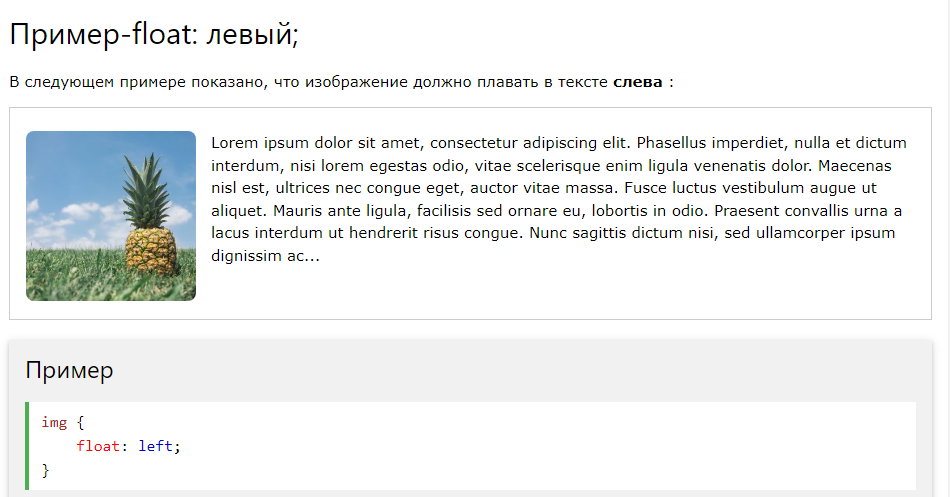 Пример-float: левый;
В следующем примере показано, что изображение должно плавать в тексте слева :
Lorem ipsum dolor sit amet, consectetur adipiscing elit. Phasellus imperdiet, nulla et dictum
interdum, nisi lorem egestas odio, vitae scelerisque enim ligula venenatis dolor. Maecenas
nisl est, ultrices nec congue eget, auctor vitae massa. Fusce luctus vestibulum augue ut
aliquet. Mauris ante ligula, facilisis sed ornare eu, lobortis in odio. Praesent convallis urna a
lacus interdum ut hendrerit risus congue. Nunc sagittis dictum nisi, sed ullamcorper ipsum
dignissim ac...
Пример
img {
    float: left;
}